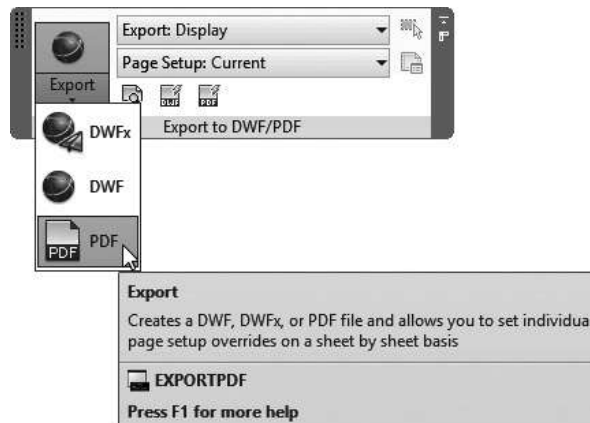 Export: Display
Page Setup: Current
Export
DWF PDF
Export to DWF/PDF
DWFx
DWF
PDF PDF
Export
Creates a DWF, DWFx, or PDF file and allows you to set individua
page setup overrides on a sheet by sheet basis
EXPORTPDF
Press F1 for more help